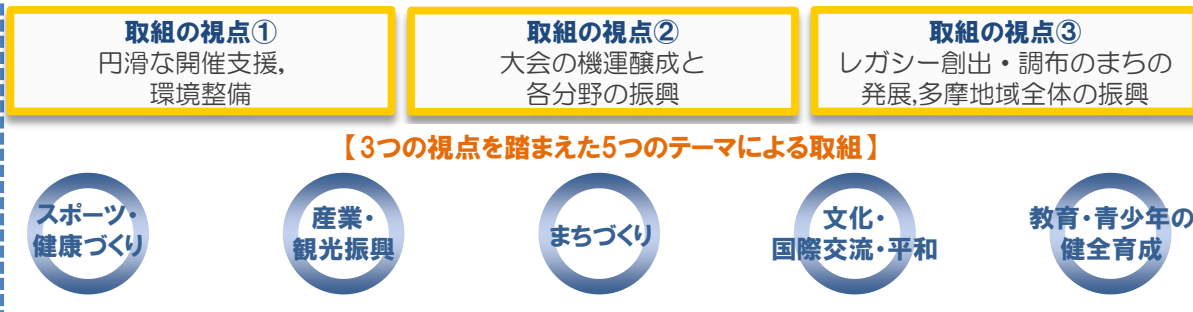 取組の視点①
円滑な開催支援,
環境整備
取組の視点②
大会の機運醸成と
各分野の振興
取組の視点③
レガシー創出・調布のまちの
発展,多摩地域全体の振興
【3つの視点を踏まえた5つのテーマによる取組】
スポーツ・
健康づくり
産業・
観光振興
まちづくり
文化・
国際交流・平和
教育・青少年の
健全育成